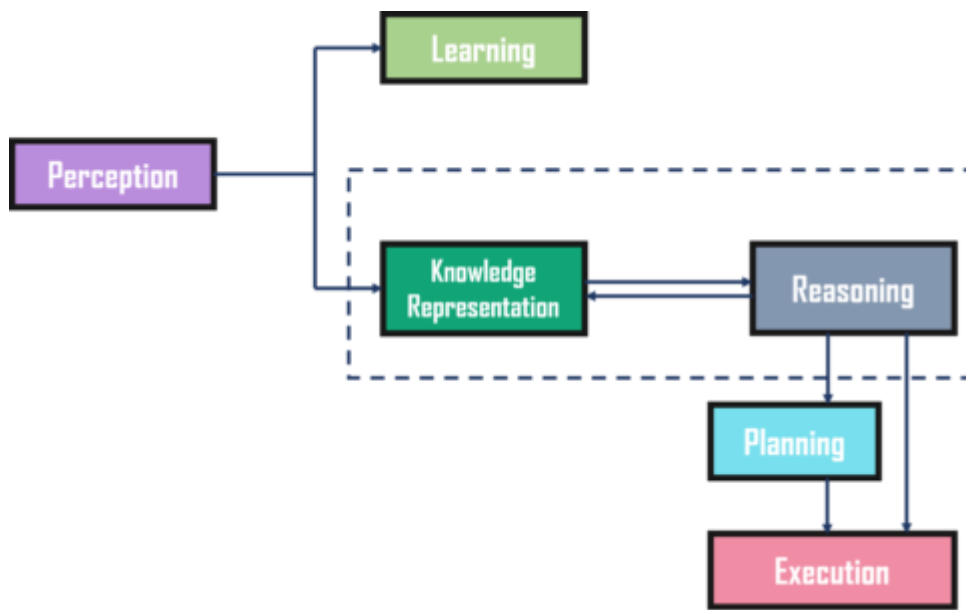 Learning
Perception
Knowledge
Representation
Reasoning
Planning
Execution